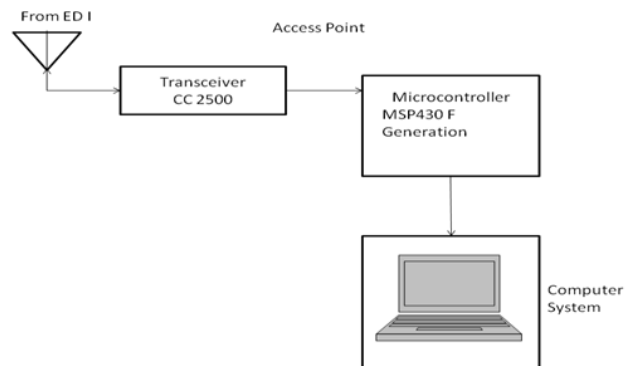 From ED I
Access Point
Transceiver
CC 2500
Microcontroller
MSP430 F
Generation
Computer
System